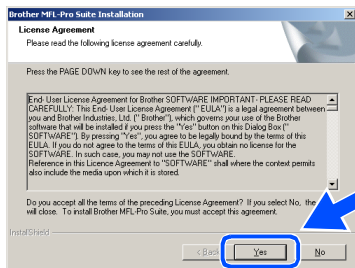 Brother MFL-Pro Suite Installation
License Agreement
Please read the following license agreement carefully.
Press the PAGE DOWN key to see the rest of the agreement.
End- User License Agreement for Brother SOFTWARE IMPORTANT- PLEASE READ
CAREFULLY: This End- User License Agreement (" EULA") is a legal agreement between
you and Brother Industries, Ltd. (" Brother"), which governs your use of the Brother
software that will be installed if you press the "Yes" button on this Dialog Box ("
SOFTWARE"). By pressing "Yes", you agree to be legally bound by the terms of this
EULA. If you do not agree to the terms of this EULA, you obtain no license for the
SOFTWARE. In such case, you may not use the SOFTWARE.
Reference in this License Agreement to "SOFTWARE" shall where the context permits
also include the media upon which it is stored.
Do you accept all the terms of the preceding License Agreement? If you select No, the
will close. To install Brother MFL-Pro Suite, you must accept this agreement.
InstallShield
< Back
Yes
No